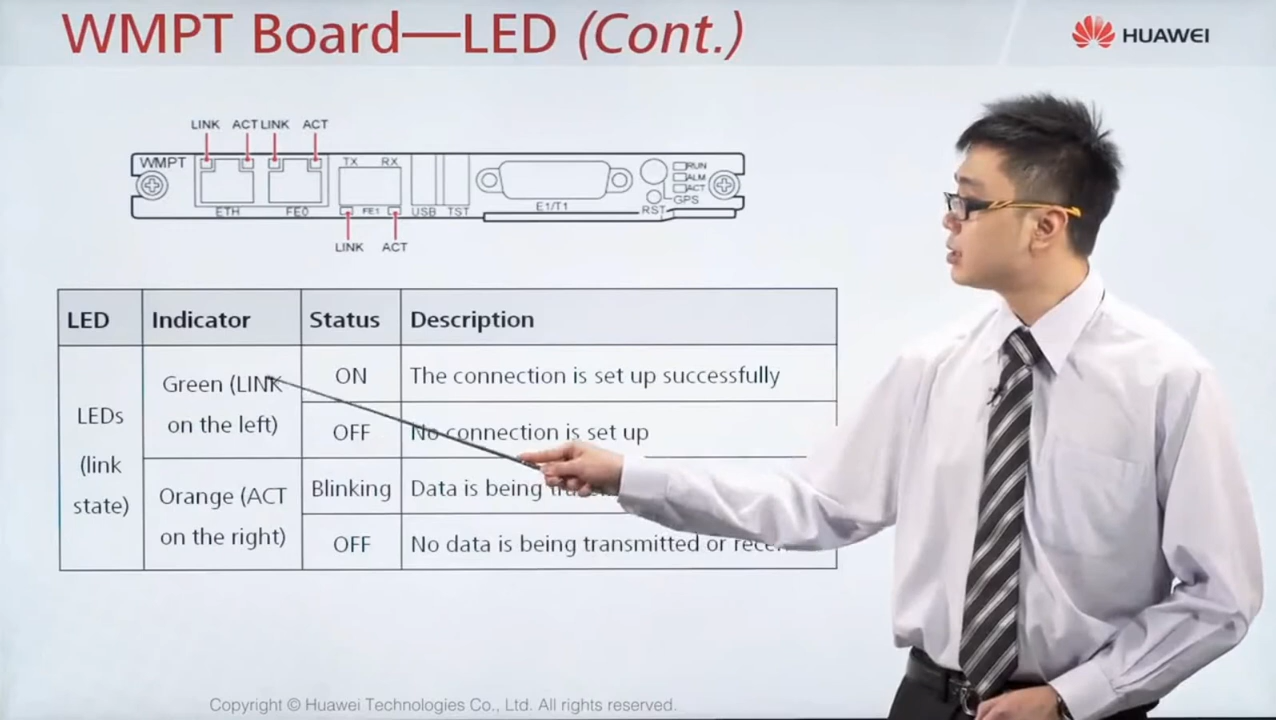 WMPT Board—LED (Cont.)
HUAWEI
LINK ACT LINK ACT
WMPT TX RX RUN
ALM
ACT
ETH FE0 FE1 USB TST E1/T1 RST GPS
LINK ACT
LED Indicator Status Description
LEDs
(link
state)
Green (LINK
on the left)
ON The connection is set up successfully
OFF No connection is set up
Orange (ACT
on the right)
Blinking Data is being
OFF No data is being transmitted or
Copyright © Huawei Technologies Co., Ltd. All rights reserved.